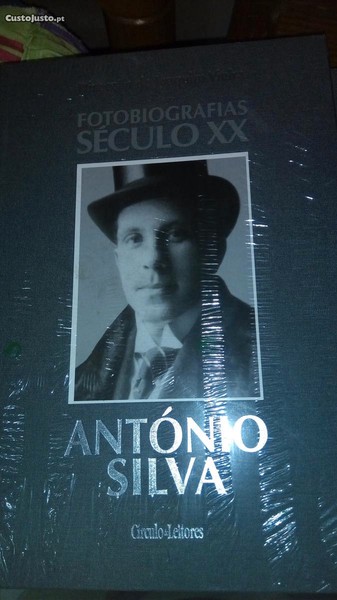 CustoJusto.pt
FOTOBIOGRAFIAS
SÉCULO XX
ANTÓNIO
SILVA
Círculo de Leitores